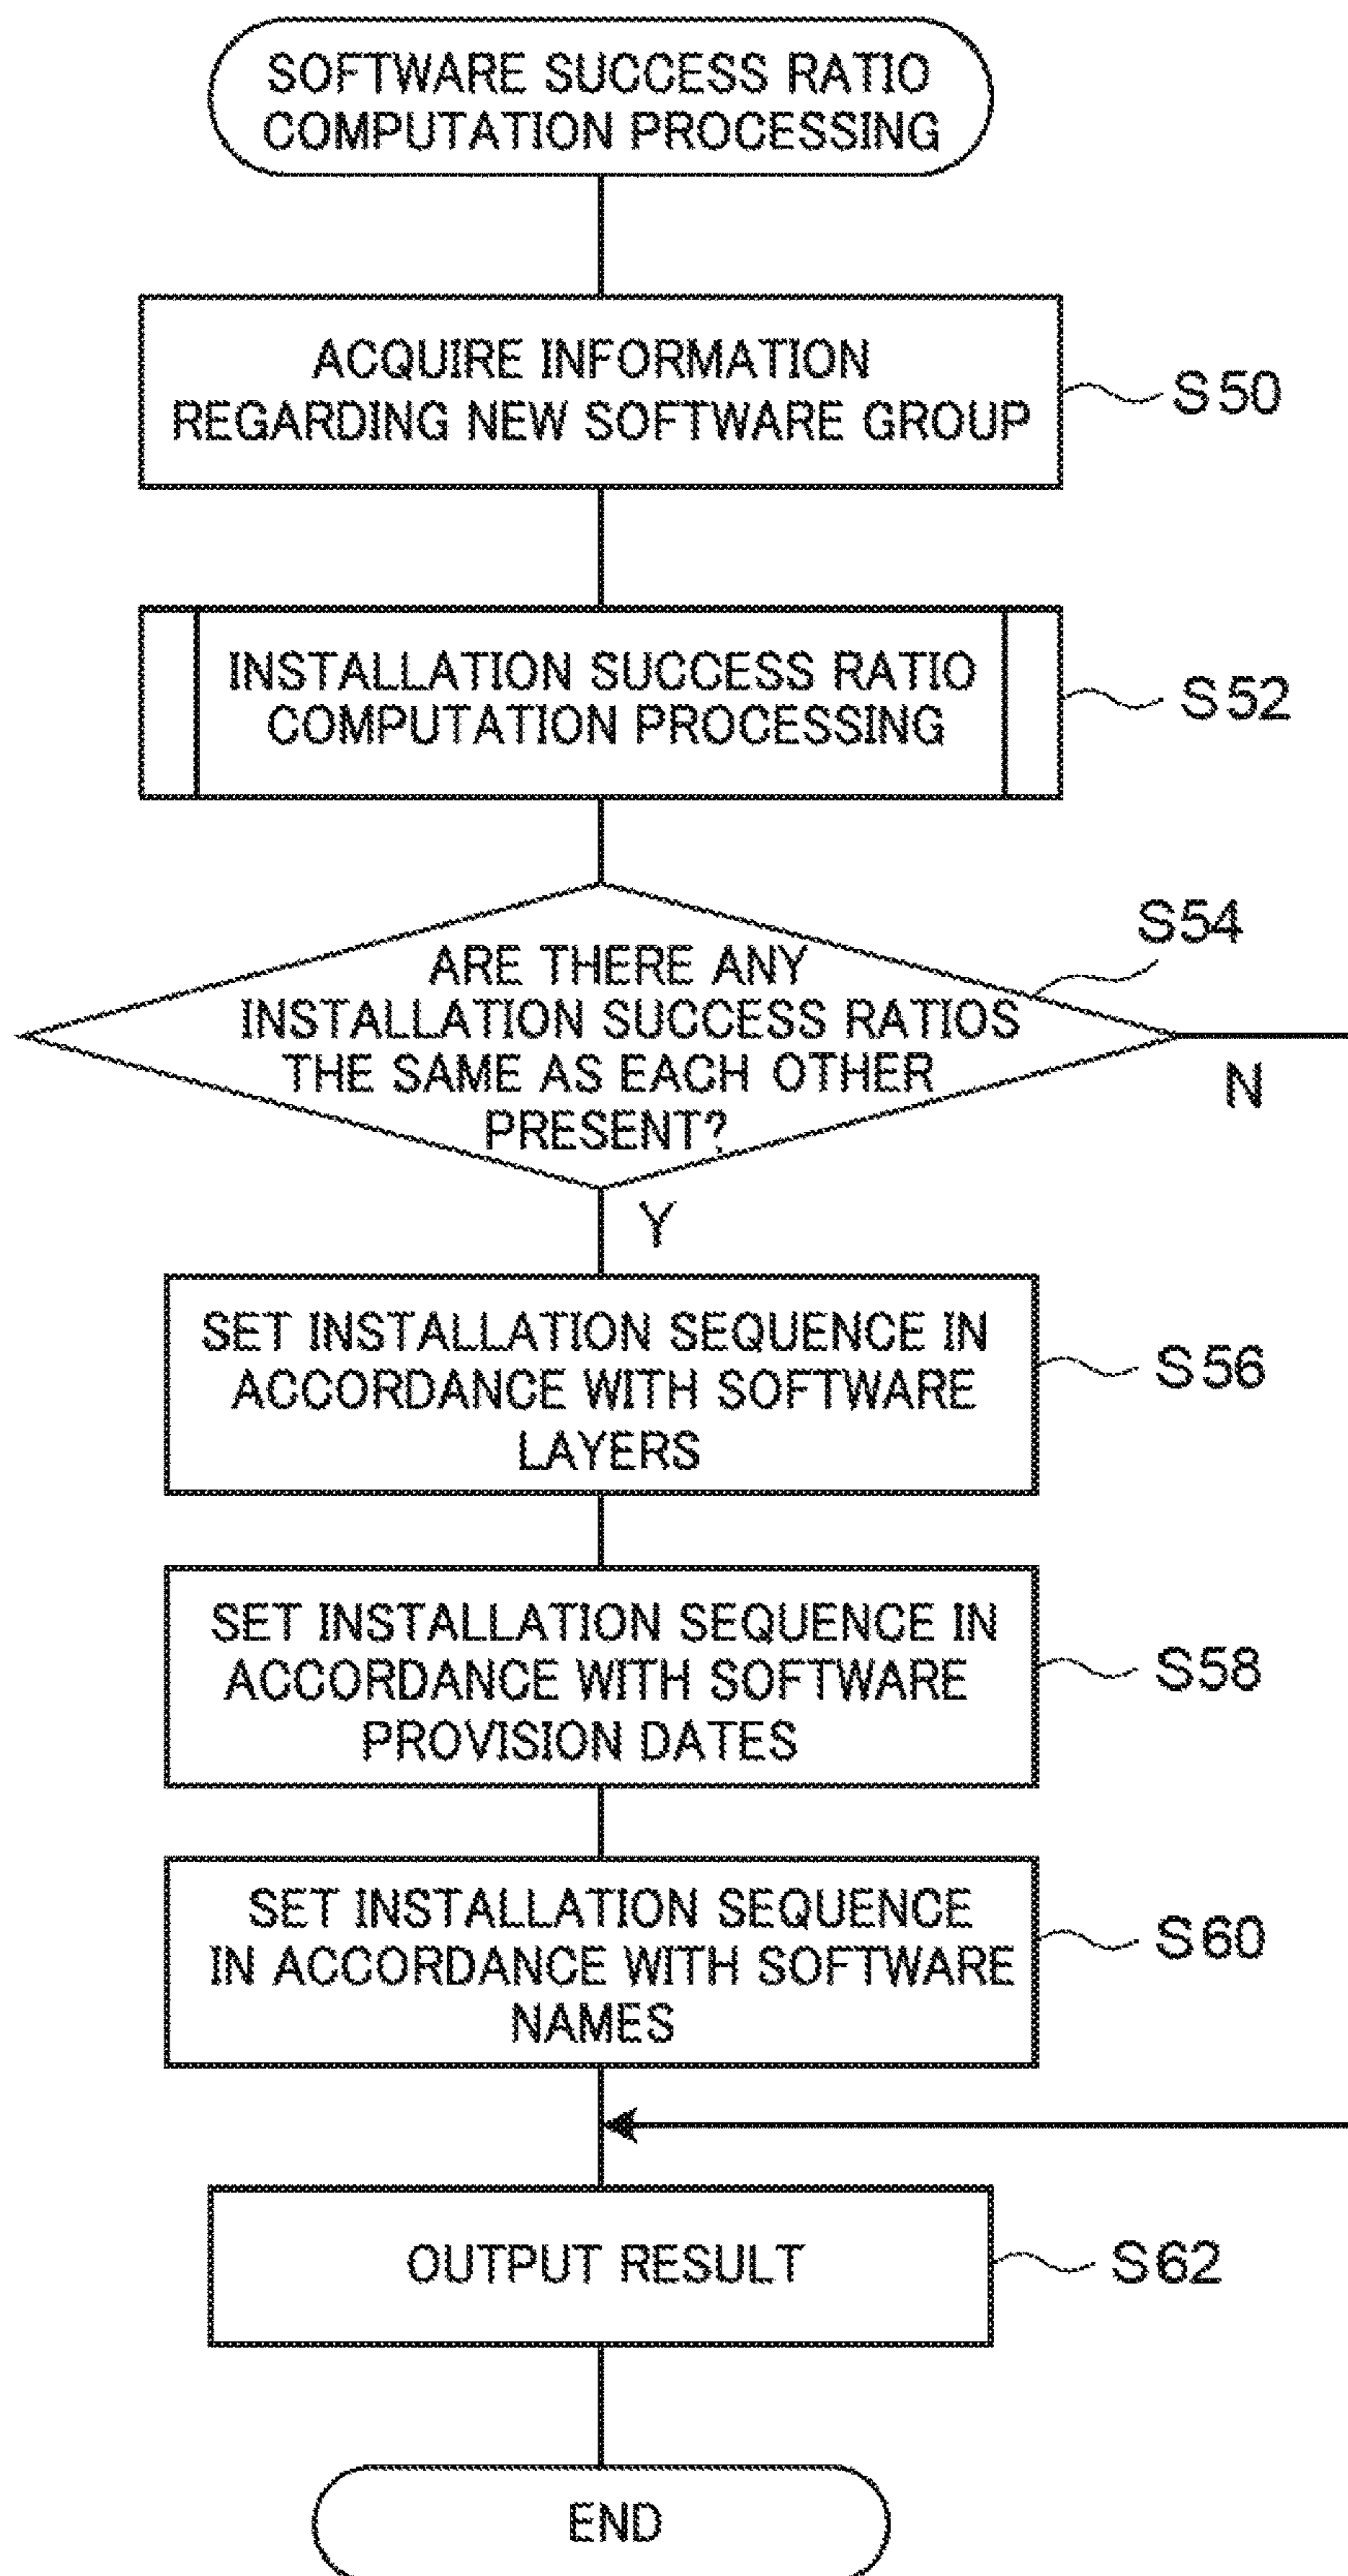 SOFTWARE SUCCESS RATIO
COMPUTATION PROCESSING
ACQUIRE INFORMATION
REGARDING NEW SOFTWARE GROUP
S50
INSTALLATION SUCCESS RATIO
COMPUTATION PROCESSING
S52
S54
ARE THERE ANY
INSTALLATION SUCCESS RATIOS
THE SAME AS EACH OTHER
PRESENT?
N
Y
SET INSTALLATION SEQUENCE IN
ACCORDANCE WITH SOFTWARE
LAYERS
S56
SET INSTALLATION SEQUENCE IN
ACCORDANCE WITH SOFTWARE
PROVISION DATES
S58
SET INSTALLATION SEQUENCE
IN ACCORDANCE WITH SOFTWARE
NAMES
S60
OUTPUT RESULT
S62
END